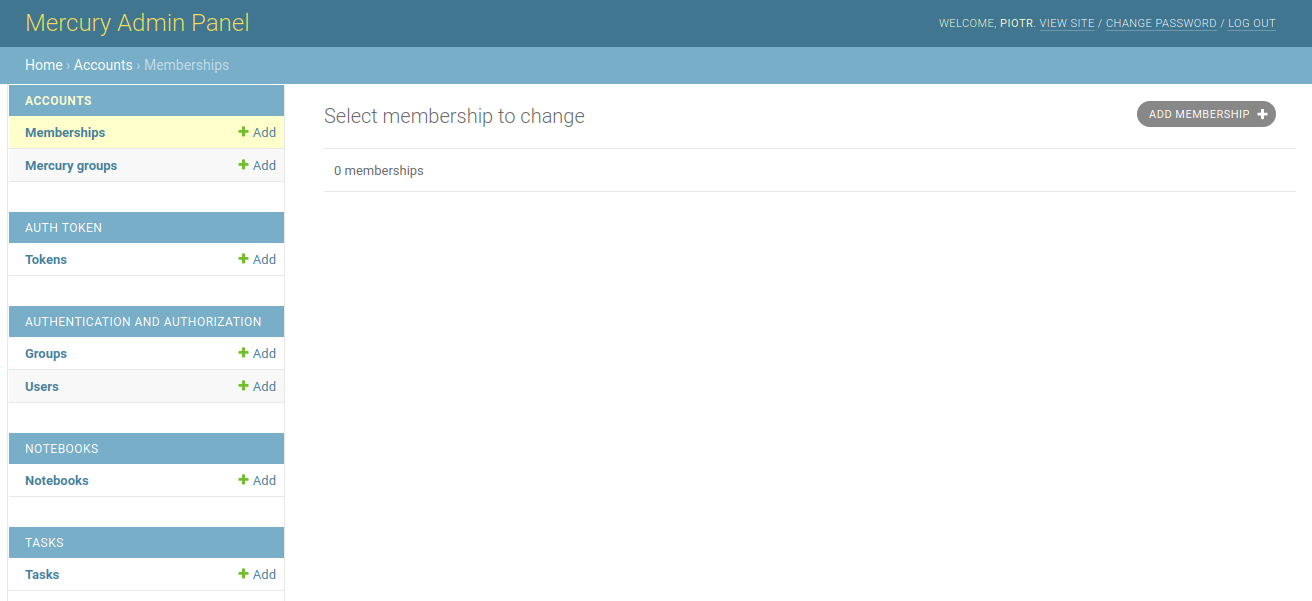 Mercury Admin Panel
WELCOME, PIOTR. VIEW SITE / CHANGE PASSWORD / LOG OUT
Home › Accounts › Memberships
ACCOUNTS
Memberships + Add
Mercury groups + Add
AUTH TOKEN
Tokens + Add
AUTHENTICATION AND AUTHORIZATION
Groups + Add
Users + Add
NOTEBOOKS
Notebooks + Add
TASKS
Tasks + Add
Select membership to change
ADD MEMBERSHIP +
0 memberships